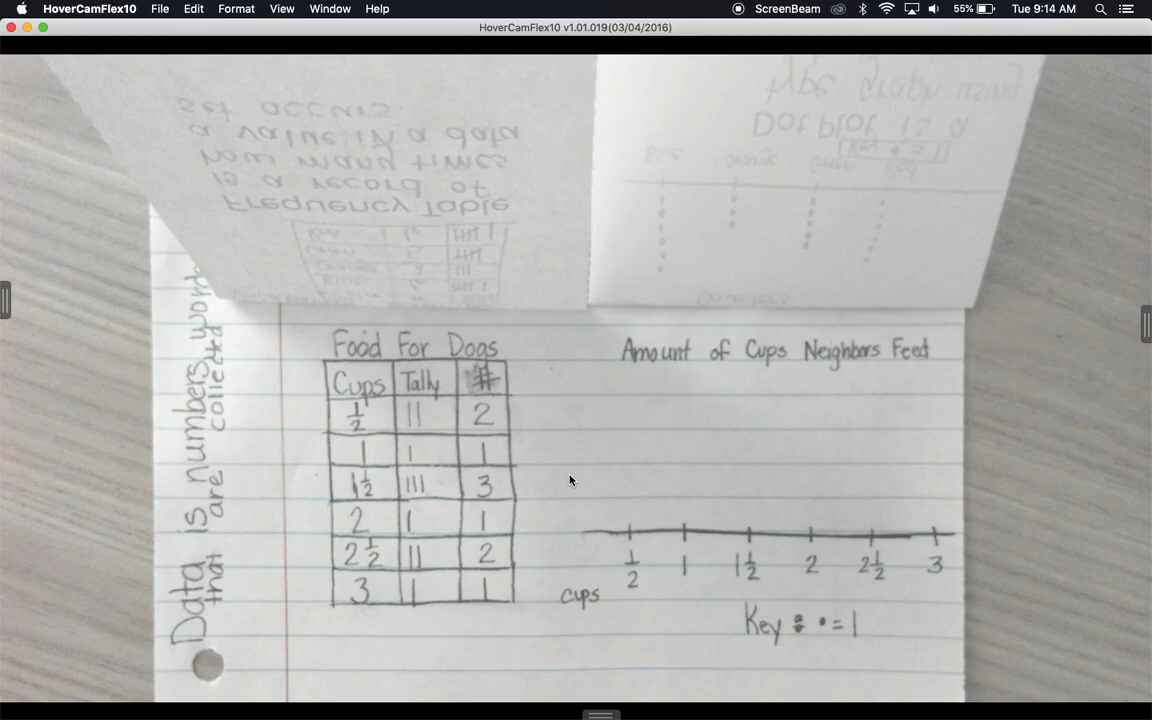 HoverCamFlex10 File Edit Format View Window Help ScreenBeam 55% Tue 9:14 AM
HoverCamFlex10 v1.01.019(03/04/2016)
Frequency Table
is a record of
how many times
a value in a data
set occurs
Dot plot is a
type graph using
Data is numbers, words
that are collected
Food For Dogs
Cups Tally #
1/2 || 2
1 | 1
1 1/2 ||| 3
2 | 1
2 1/2 || 2
3 | 1
Amount of Cups Neighbors Feed
1/2 1 1 1/2 2 2 1/2 3
cups
Key : • = 1